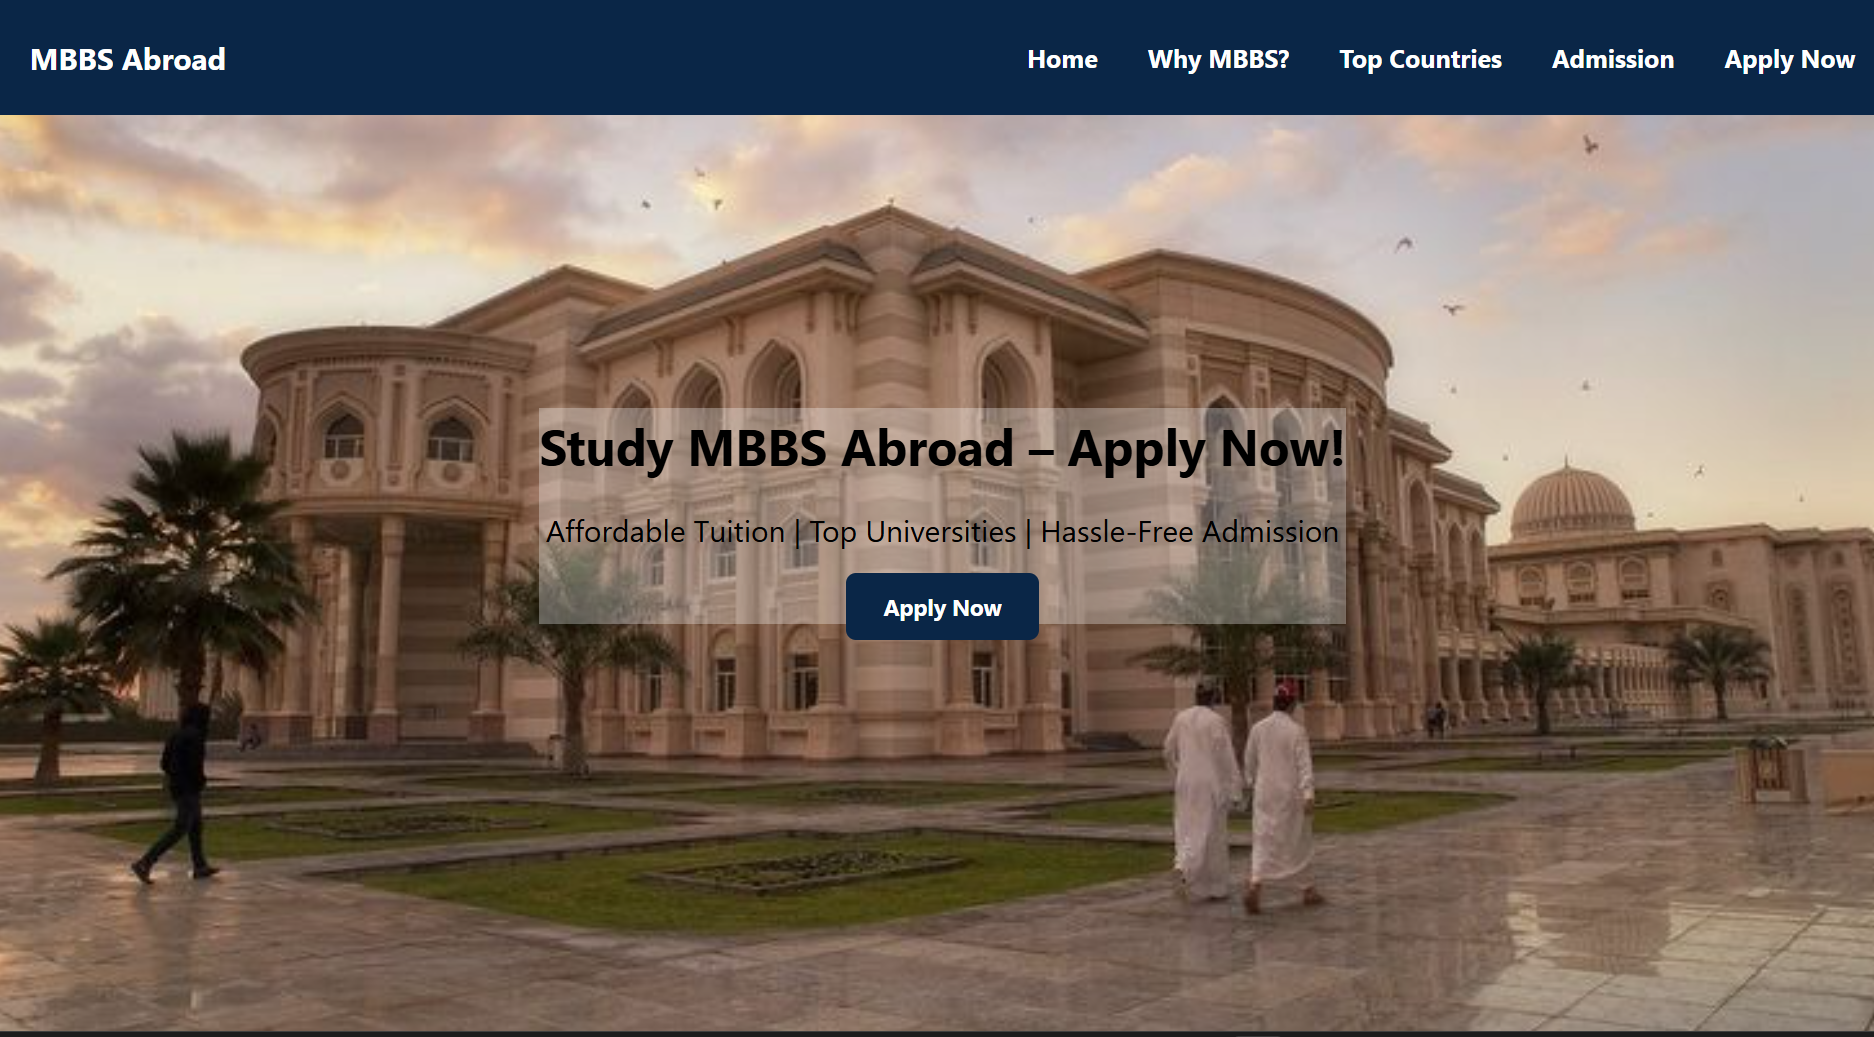 MBBS Abroad
Home Why MBBS? Top Countries Admission Apply Now
Study MBBS Abroad – Apply Now!
Affordable Tuition | Top Universities | Hassle-Free Admission
Apply Now